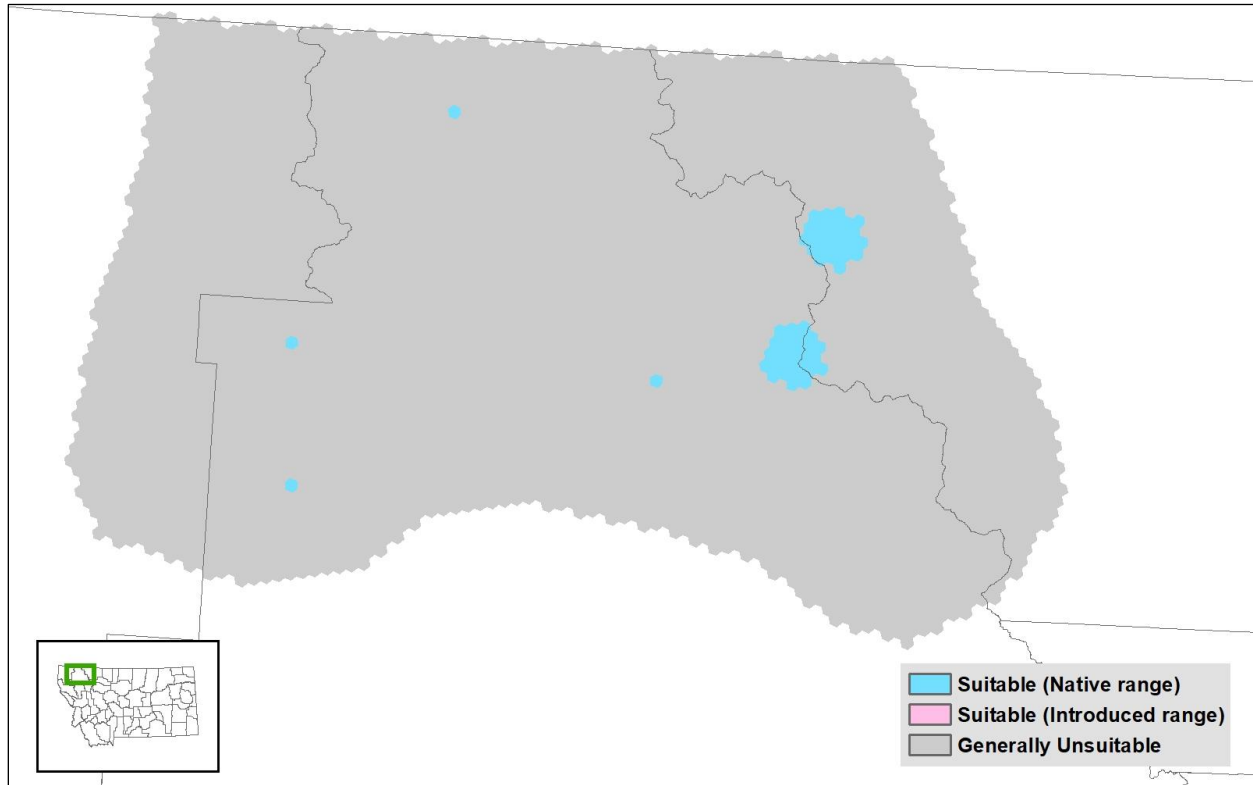 Suitable (Native range)
Suitable (Introduced range)
Generally Unsuitable